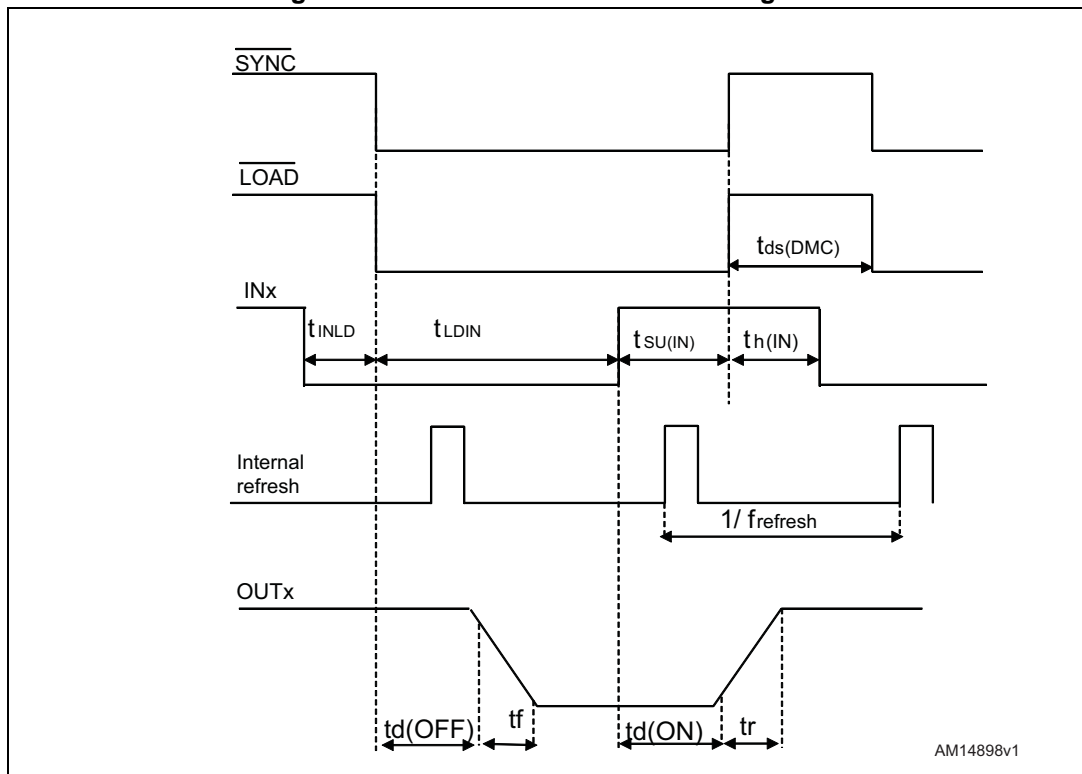 SYNC
LOAD
tds(DMC)
INx
tINLD
tLDIN
tSU(IN)
th(IN)
Internal
refresh
1/ frefresh
OUTx
td(OFF)
tf
td(ON)
tr
AM14898v1